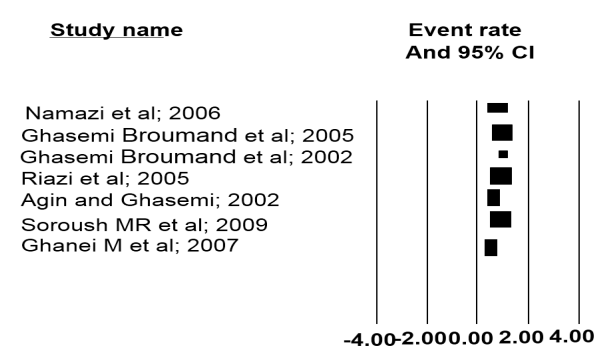 Study name
Event rate
And 95% CI
Namazi et al; 2006
Ghasemi Broumand et al; 2005
Ghasemi Broumand et al; 2002
Riazi et al; 2005
Agin and Ghasemi; 2002
Soroush MR et al; 2009
Ghanei M et al; 2007
-4.00 -2.00 0.00 2.00 4.00